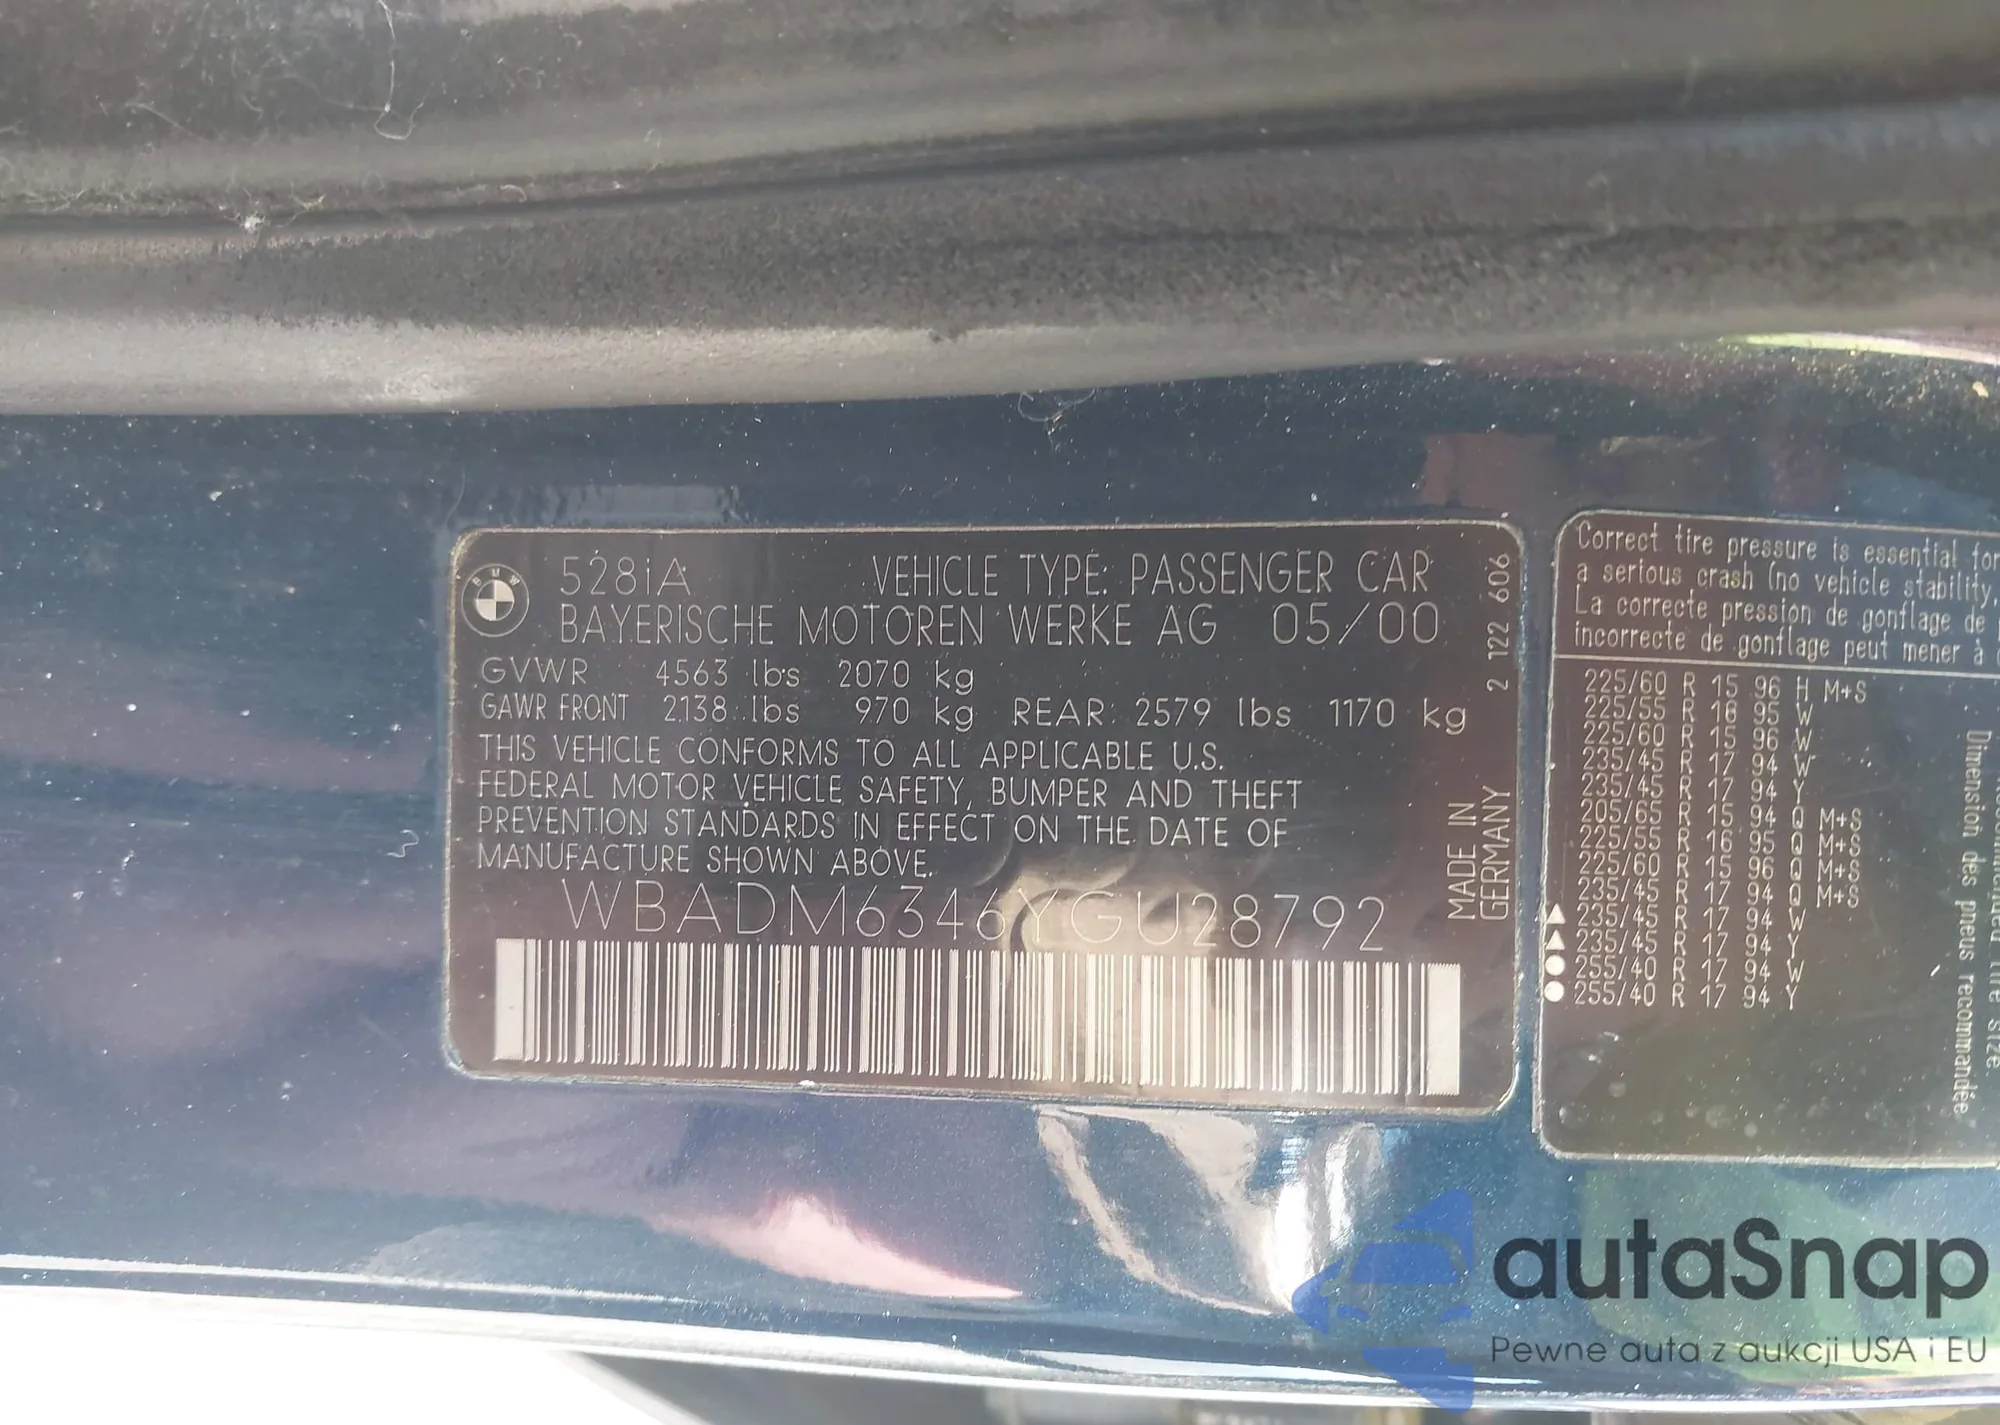 BMW
528iA VEHICLE TYPE: PASSENGER CAR
BAYERISCHE MOTOREN WERKE AG 05/00
GVWR 4563 lbs 2070 kg
GAWR FRONT 2138 lbs 970 kg REAR: 2579 lbs 1170 kg
THIS VEHICLE CONFORMS TO ALL APPLICABLE U.S.
FEDERAL MOTOR VEHICLE SAFETY, BUMPER AND THEFT
PREVENTION STANDARDS IN EFFECT ON THE DATE OF
MANUFACTURE SHOWN ABOVE.
WBADM6346YGU28792
2 122 606
MADE IN
GERMANY
Correct tire pressure is essential for
a serious crash (no vehicle stability,
La correcte pression de gonflage de
incorrecte de gonflage peut mener à
225/60 R 15 96 H M+S
225/55 R 16 95 W
225/60 R 15 96 W
235/45 R 17 94 W
235/45 R 17 94 Y
205/65 R 15 94 Q M+S
225/55 R 16 95 Q M+S
225/60 R 15 96 Q M+S
235/45 R 17 94 Q M+S
▲ 235/45 R 17 94 W
▲ 235/45 R 17 94 Y
● 255/40 R 17 94 W
● 255/40 R 17 94 Y
Dimension des pneus recommandée
tire size
autaSnap
Pewne auta z aukcji USA i EU